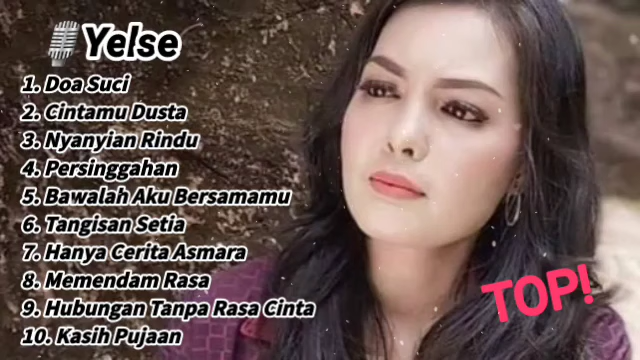 Yelse
1. Doa Suci
2. Cintamu Dusta
3. Nyanyian Rindu
4. Persinggahan
5. Bawalah Aku Bersamamu
6. Tangisan Setia
7. Hanya Cerita Asmara
8. Memendam Rasa
9. Hubungan Tanpa Rasa Cinta
10. Kasih Pujaan
TOP!